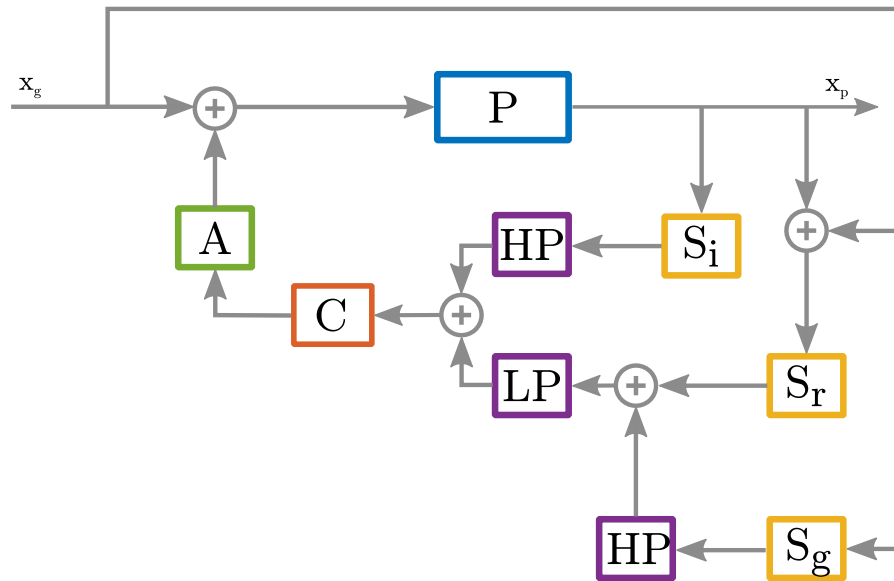 x_g
x_p
+
P
A
HP
S_i
+
C
+
LP
+
S_r
HP
S_g